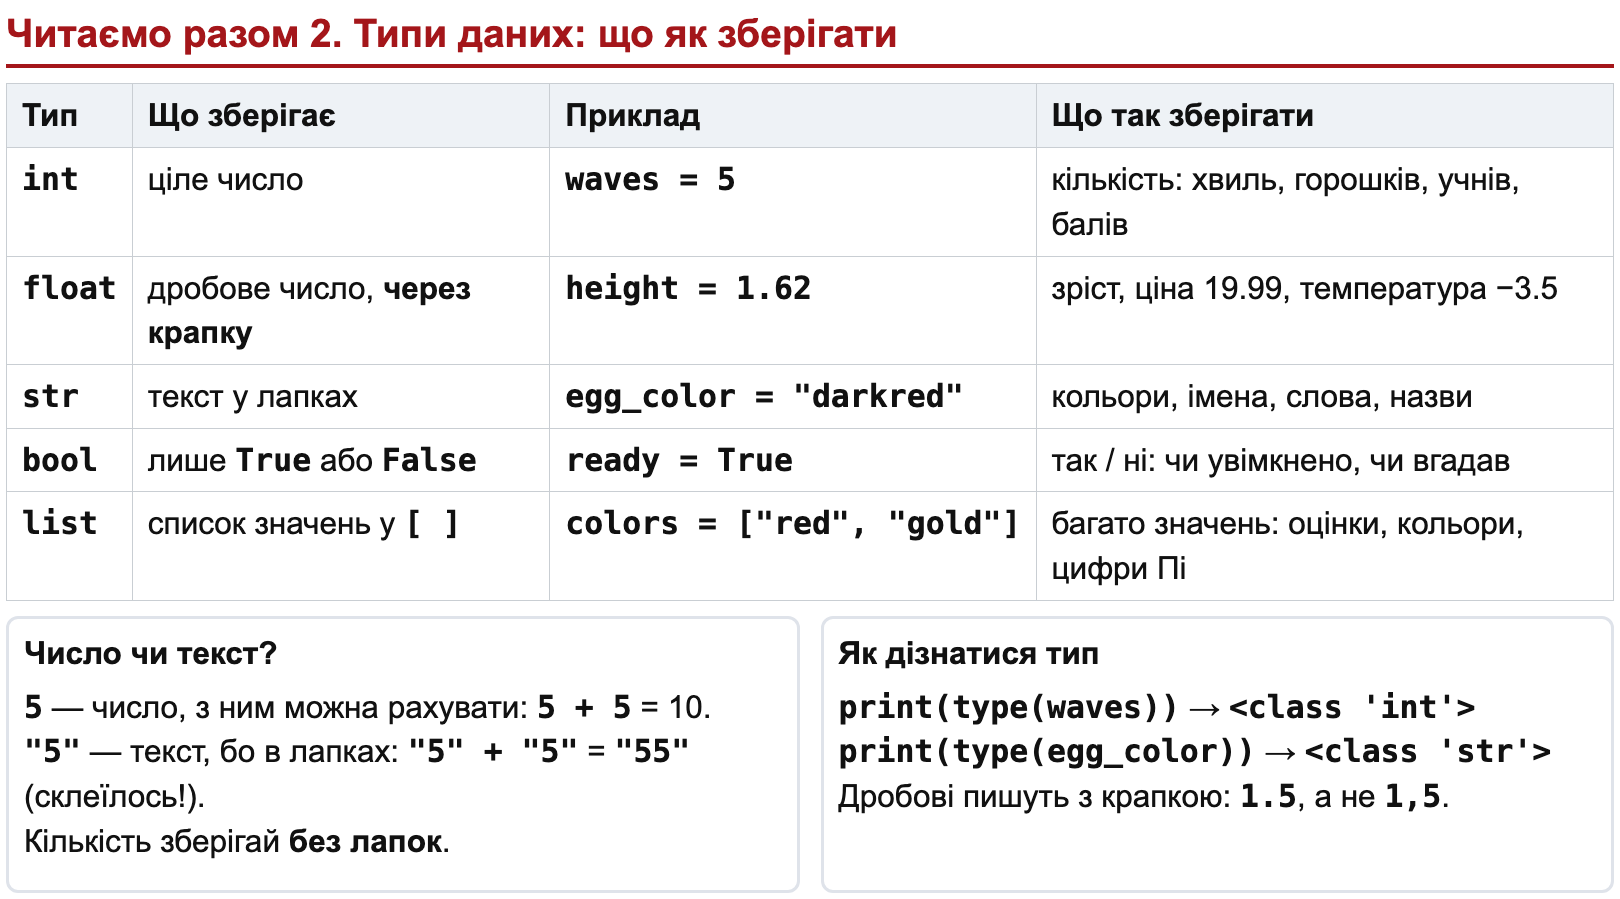 Читаємо разом 2. Типи даних: що як зберігати
Тип Що зберігає Приклад Що так зберігати
int ціле число waves = 5 кількість: хвиль, горошків, учнів,
балів
float дробове число, через height = 1.62 зріст, ціна 19.99, температура −3.5
крапку
str текст у лапках egg_color = "darkred" кольори, імена, слова, назви
bool лише True або False ready = True так / ні: чи увімкнено, чи вгадав
list список значень у [ ] colors = ["red", "gold"] багато значень: оцінки, кольори,
цифри Пі
Число чи текст?
5 — число, з ним можна рахувати: 5 + 5 = 10.
"5" — текст, бо в лапках: "5" + "5" = "55"
(склеїлось!).
Кількість зберігай без лапок.
Як дізнатися тип
print(type(waves)) → <class 'int'>
print(type(egg_color)) → <class 'str'>
Дробові пишуть з крапкою: 1.5, а не 1,5.